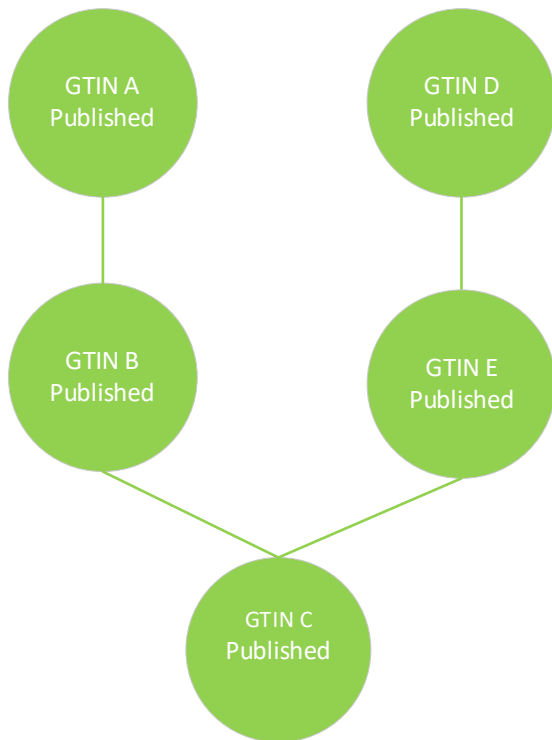 GTIN A
Published
GTIN D
Published
GTIN B
Published
GTIN E
Published
GTIN C
Published